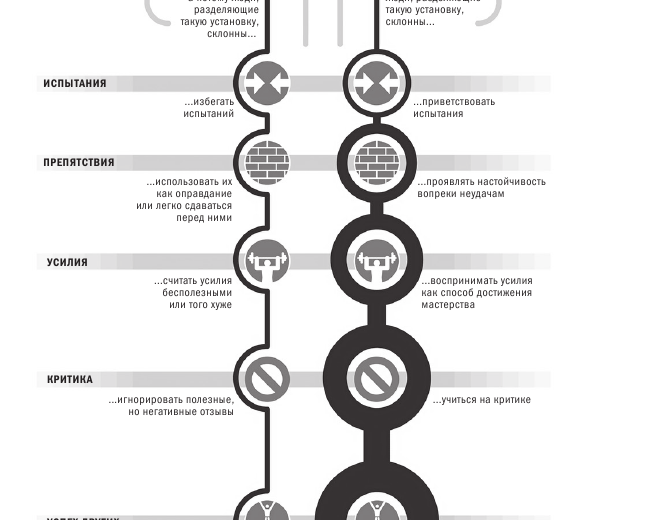 разделяющие
такую установку,
склонны...
такую установку,
склонны...
ИСПЫТАНИЯ
...избегать
испытаний
...приветствовать
испытания
ПРЕПЯТСТВИЯ
...использовать их
как оправдание
или легко сдаваться
перед ними
...проявлять настойчивость
вопреки неудачам
УСИЛИЯ
...считать усилия
бесполезными
или того хуже
...воспринимать усилия
как способ достижения
мастерства
КРИТИКА
...игнорировать полезные,
но негативные отзывы
...учиться на критике